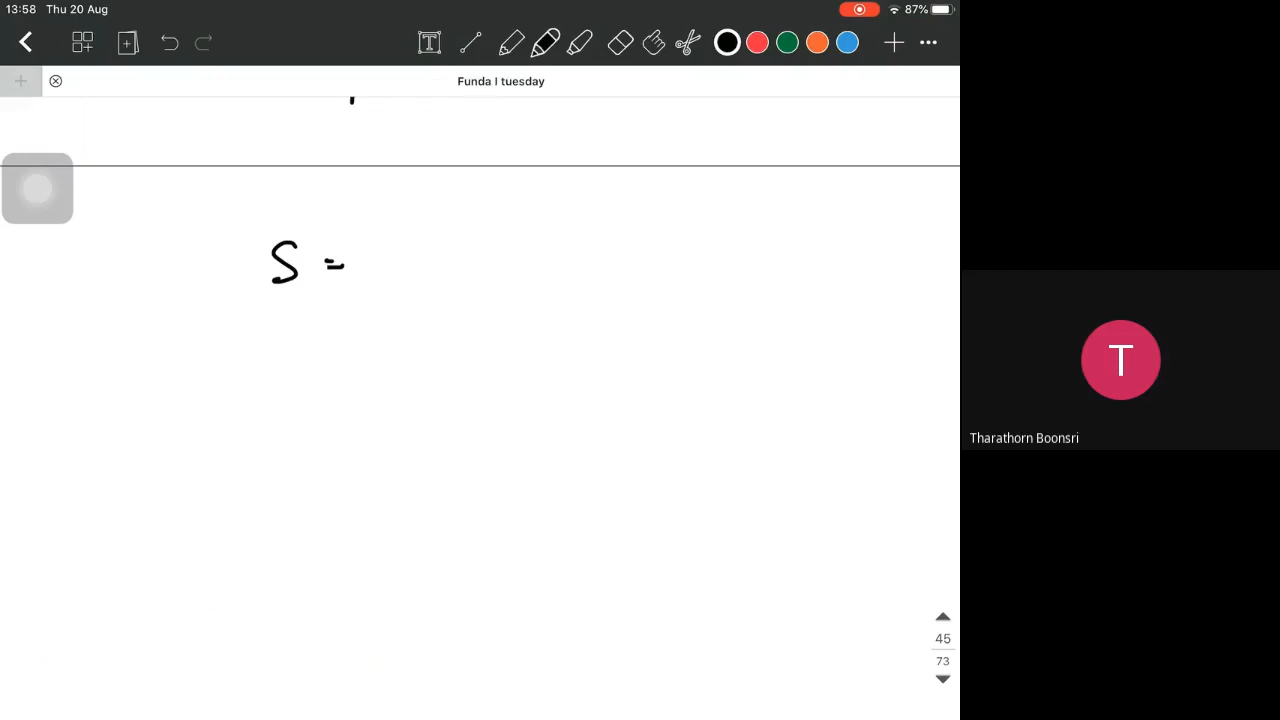 13:58 Thu 20 Aug 87%
T
Funda I tuesday
S =
T
Tharathorn Boonsri
45
73